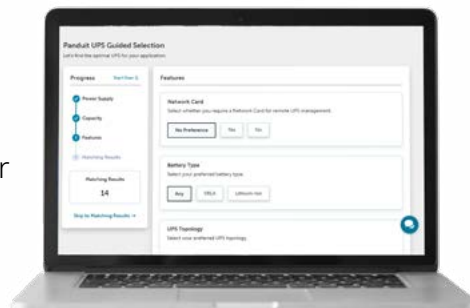 Panduit UPS Guided Selection
Let's find the optimal UPS for your application.
Progress
Start Over
Power Supply
Capacity
Features
Matching Results
Matching Results
14
Skip to Matching Results →
Features
Network Card
Select whether you require a Network Card for remote UPS management.
No Preference
Yes
No
Battery Type
Select your preferred battery type.
Any
VRLA
Lithium-Ion
UPS Topology
Select your preferred UPS topology.
r